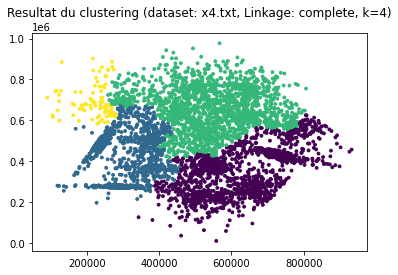 Resultat du clustering (dataset: x4.txt, Linkage: complete, k=4)
1e6
1.0
0.8
0.6
0.4
0.2
0.0
200000 400000 600000 800000